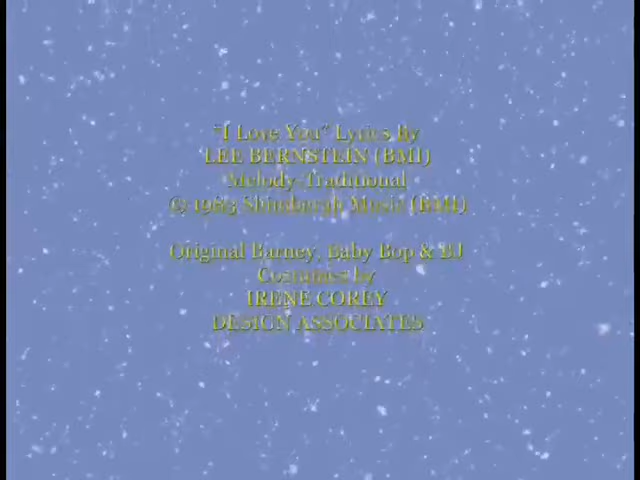 "I Love You" Lyrics By
LEE BERNSTEIN (BMI)
Melody: Traditional
© 1983 Shimbarah Music (BMI)
Original Barney, Baby Bop & BJ
Costumes by
IRENE COREY
DESIGN ASSOCIATES